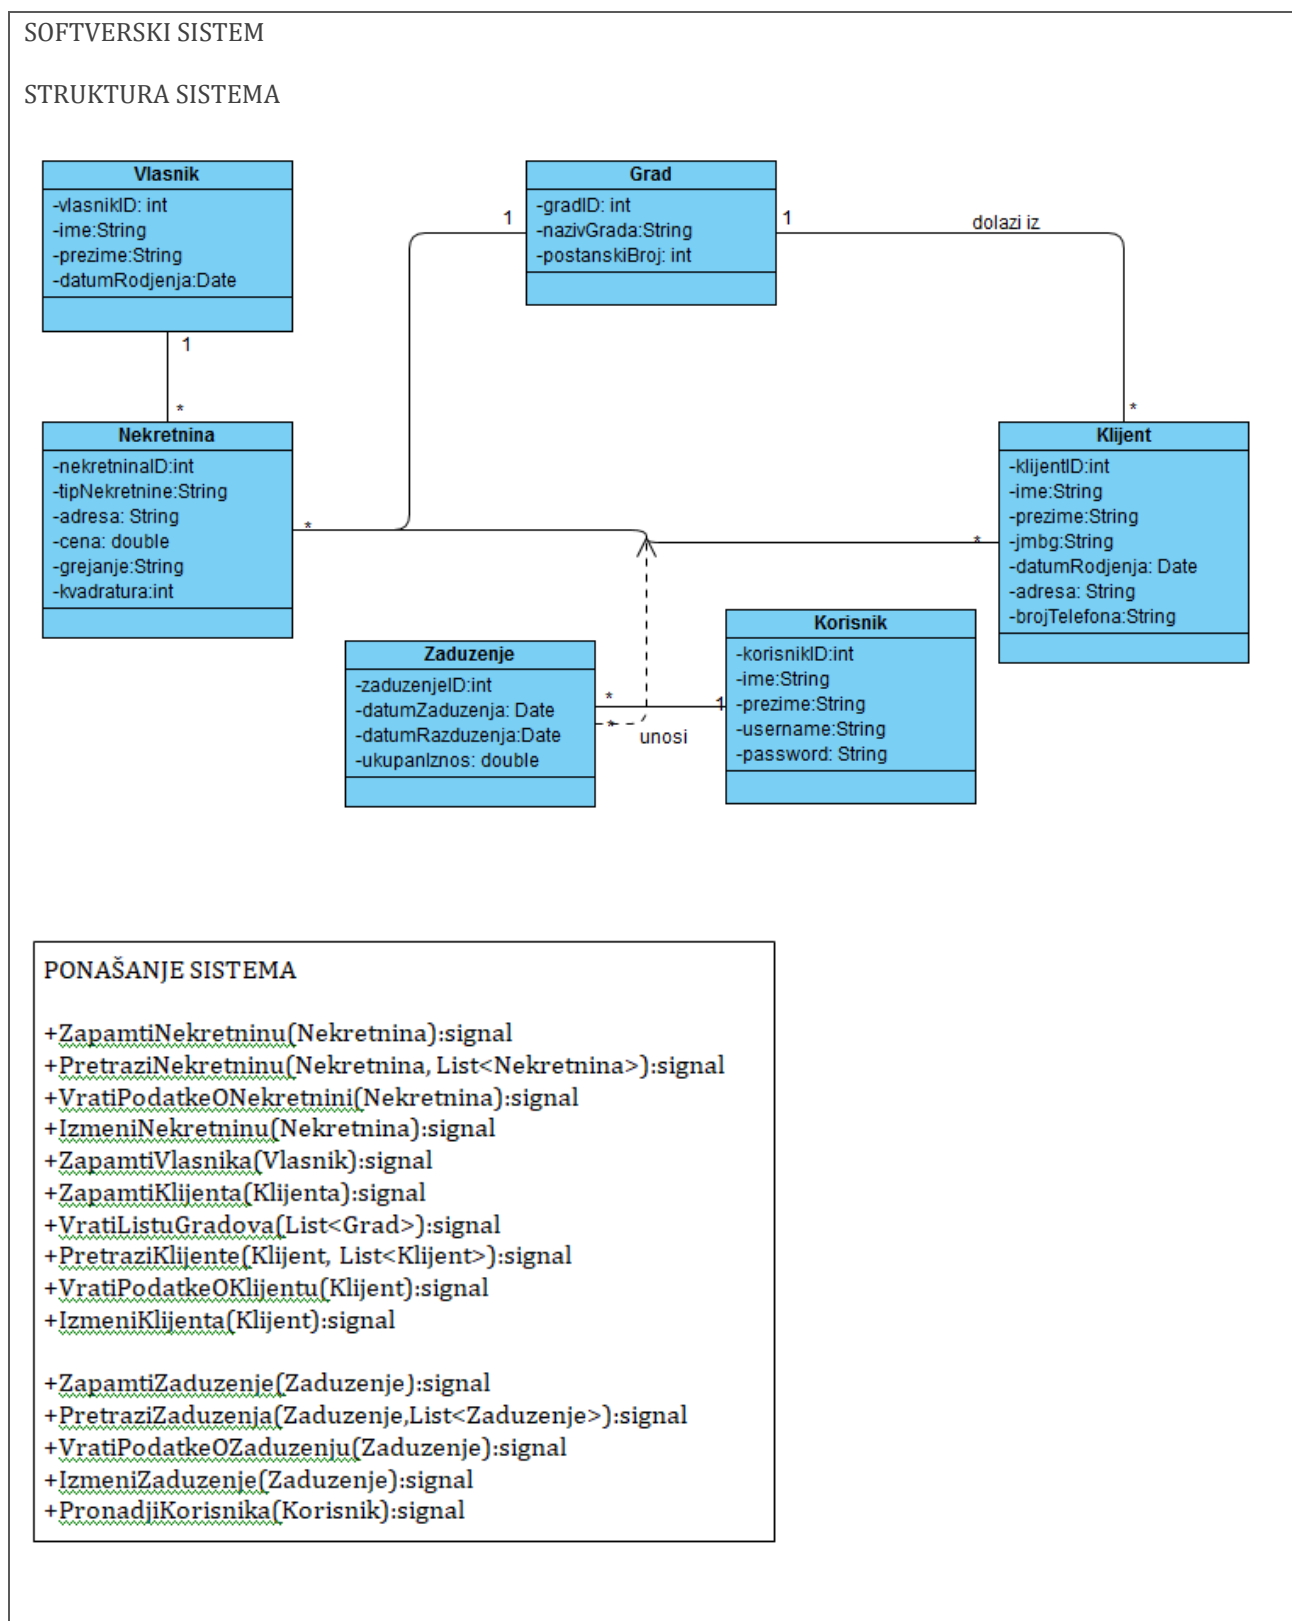 SOFTVERSKI SISTEM
STRUKTURA SISTEMA
Vlasnik
-vlasnikID: int
-ime:String
-prezime:String
-datumRodjenja:Date
Grad
-gradID: int
-nazivGrada:String
-postanskiBroj: int
1
1
dolazi iz
1
*
*
Nekretnina
-nekretninaID:int
-tipNekretnine:String
-adresa: String
-cena: double
-grejanje:String
-kvadratura:int
*
*
Klijent
-klijentID:int
-ime:String
-prezime:String
-jmbg:String
-datumRodjenja: Date
-adresa: String
-brojTelefona:String
Zaduzenje
-zaduzenjeID:int
-datumZaduzenja: Date
-datumRazduzenja:Date
-ukupanIznos: double
*
*
1
unosi
Korisnik
-korisnikID:int
-ime:String
-prezime:String
-username:String
-password: String
PONAŠANJE SISTEMA
+ZapamtiNekretninu(Nekretnina):signal
+PretraziNekretninu(Nekretnina, List<Nekretnina>):signal
+VratiPodatkeONekretnini(Nekretnina):signal
+IzmeniNekretninu(Nekretnina):signal
+ZapamtiVlasnika(Vlasnik):signal
+ZapamtiKlijenta(Klijenta):signal
+VratiListuGradova(List<Grad>):signal
+PretraziKlijente(Klijent, List<Klijent>):signal
+VratiPodatkeOKlijentu(Klijent):signal
+IzmeniKlijenta(Klijent):signal
+ZapamtiZaduzenje(Zaduzenje):signal
+PretraziZaduzenja(Zaduzenje,List<Zaduzenje>):signal
+VratiPodatkeOZaduzenju(Zaduzenje):signal
+IzmeniZaduzenje(Zaduzenje):signal
+PronadjiKorisnika(Korisnik):signal